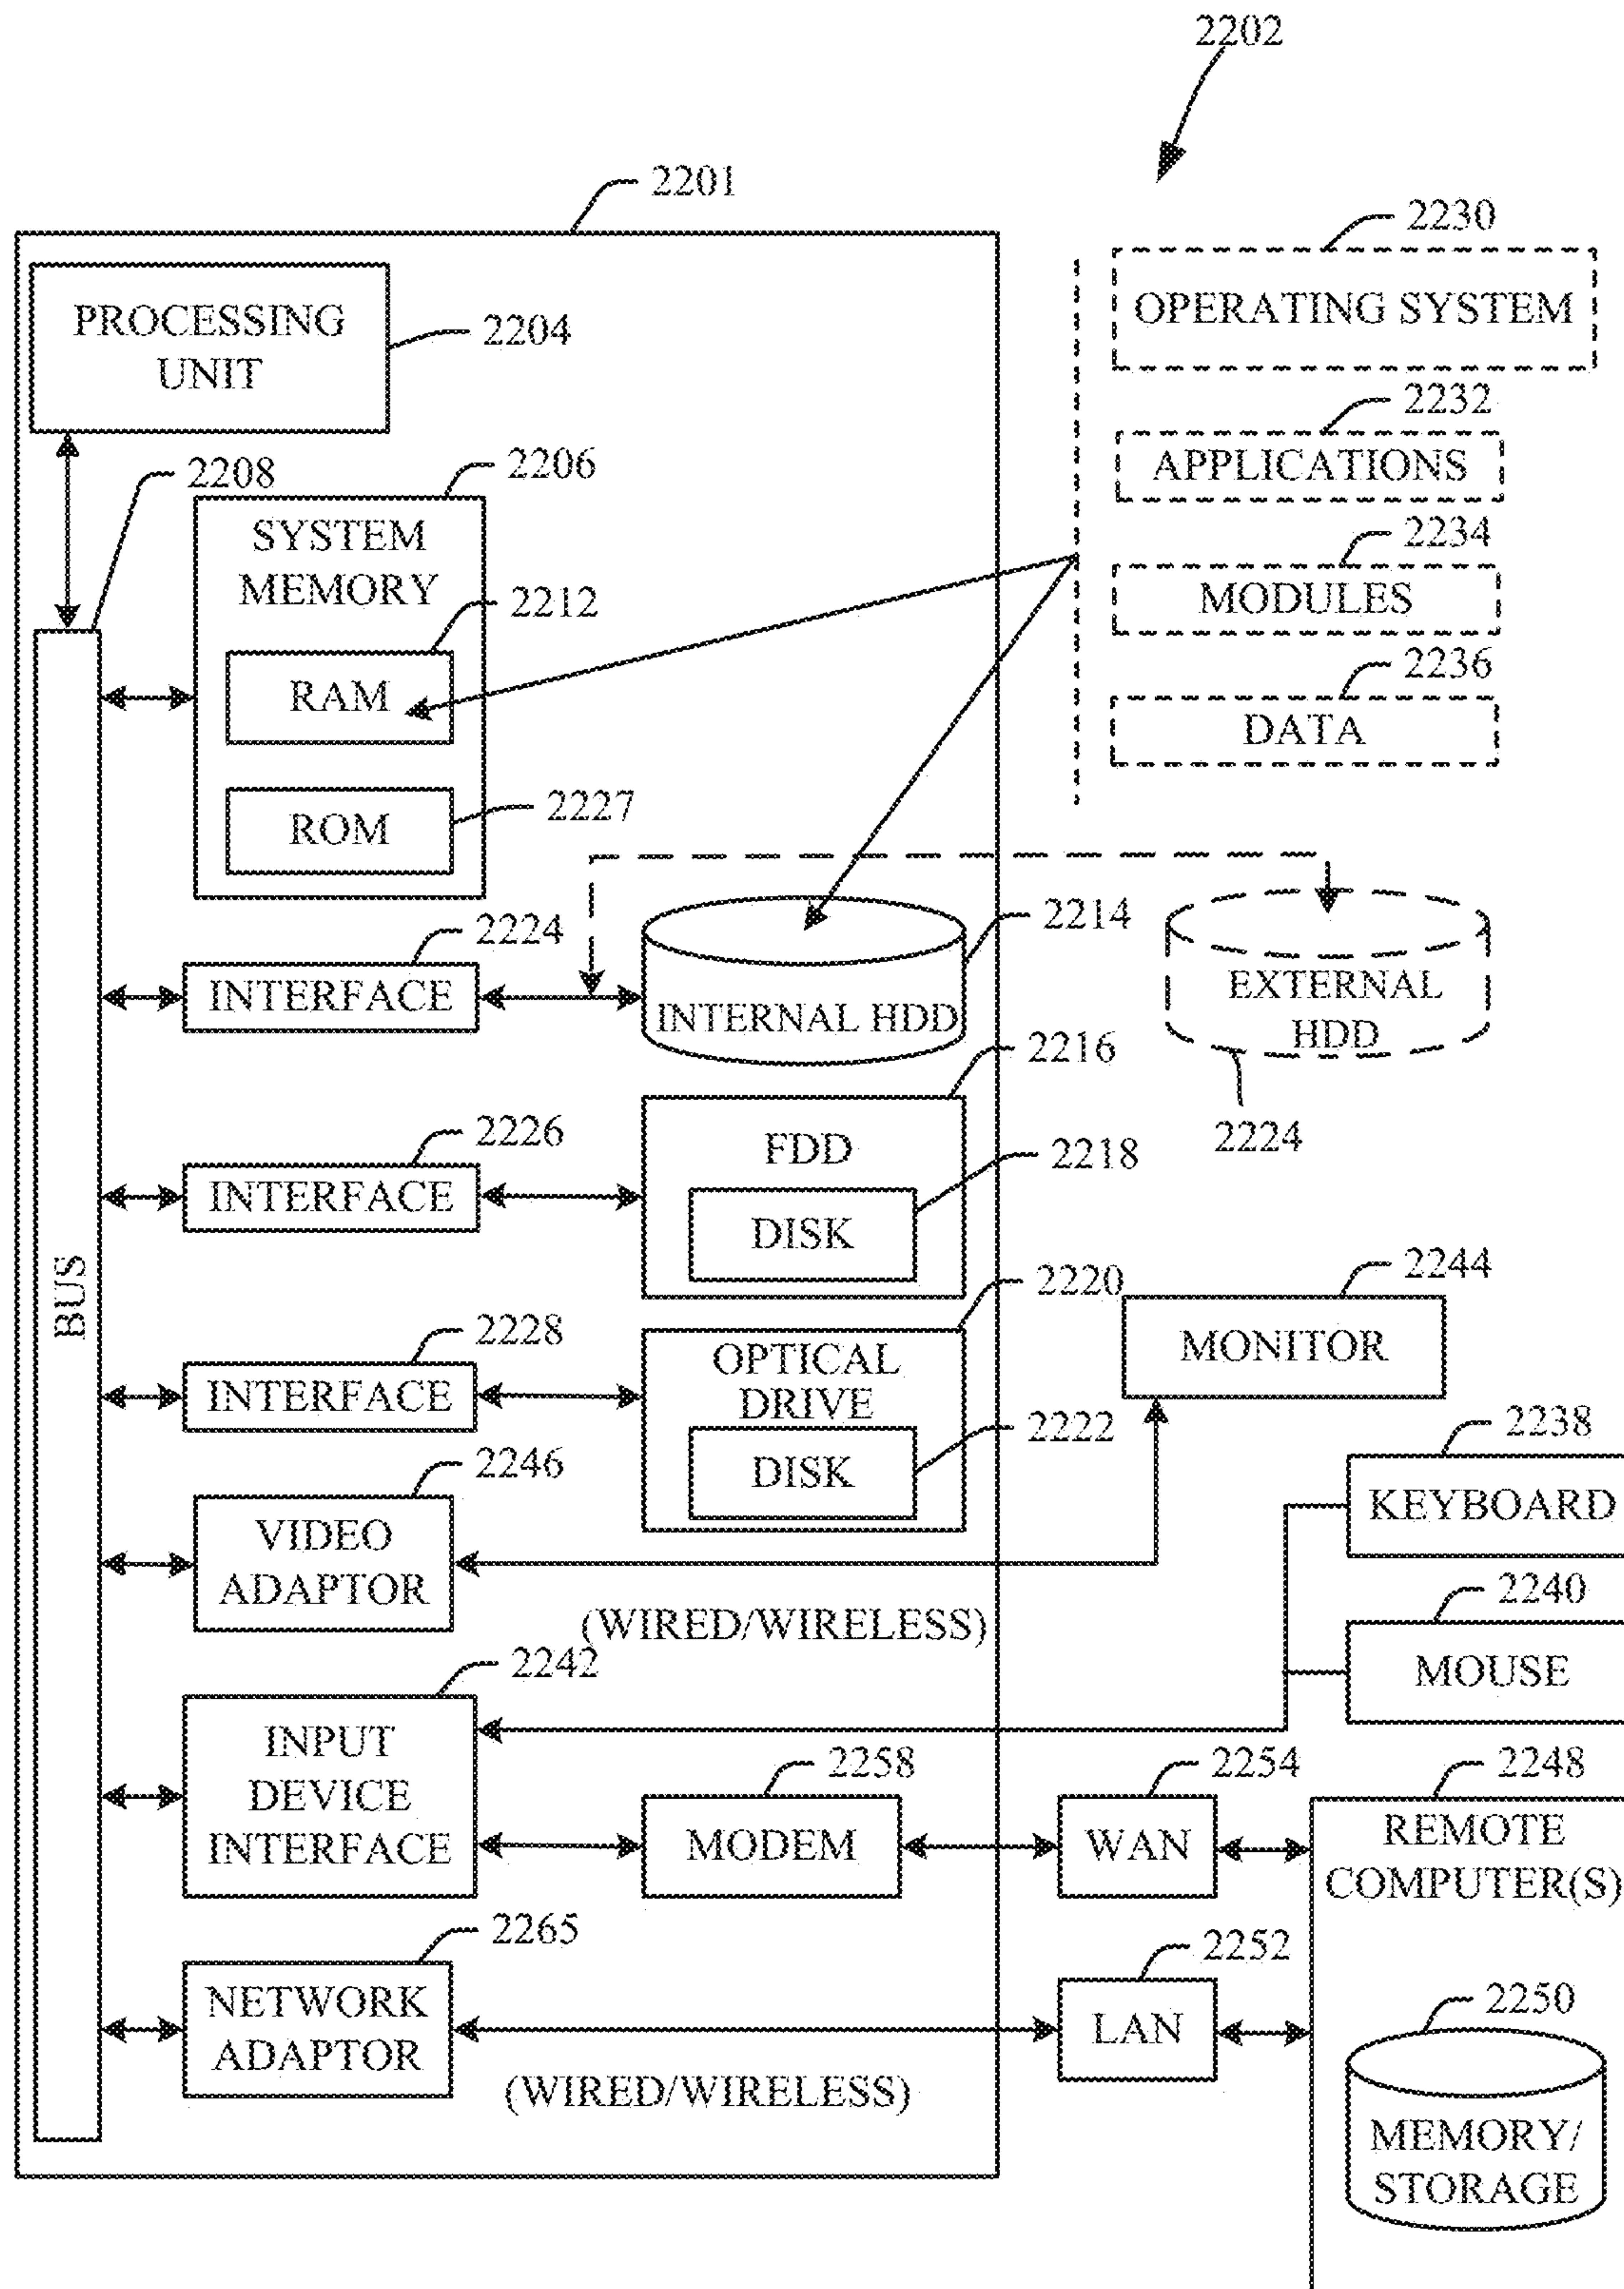 2202
2201
2230
PROCESSING
UNIT
2204
OPERATING SYSTEM
2232
APPLICATIONS
2208
2206
SYSTEM
MEMORY
2234
MODULES
2212
RAM
2236
DATA
2227
ROM
2224
INTERFACE
2214
INTERNAL HDD
EXTERNAL
HDD
2224
2216
FDD
2226
INTERFACE
2218
DISK
BUS
2220
2244
MONITOR
2228
INTERFACE
OPTICAL
DRIVE
2222
DISK
2238
KEYBOARD
2246
VIDEO
ADAPTOR
(WIRED/WIRELESS)
2240
MOUSE
2242
INPUT
DEVICE
INTERFACE
2258
MODEM
2254
WAN
2248
REMOTE
COMPUTER(S)
2265
NETWORK
ADAPTOR
(WIRED/WIRELESS)
2252
LAN
2250
MEMORY/
STORAGE